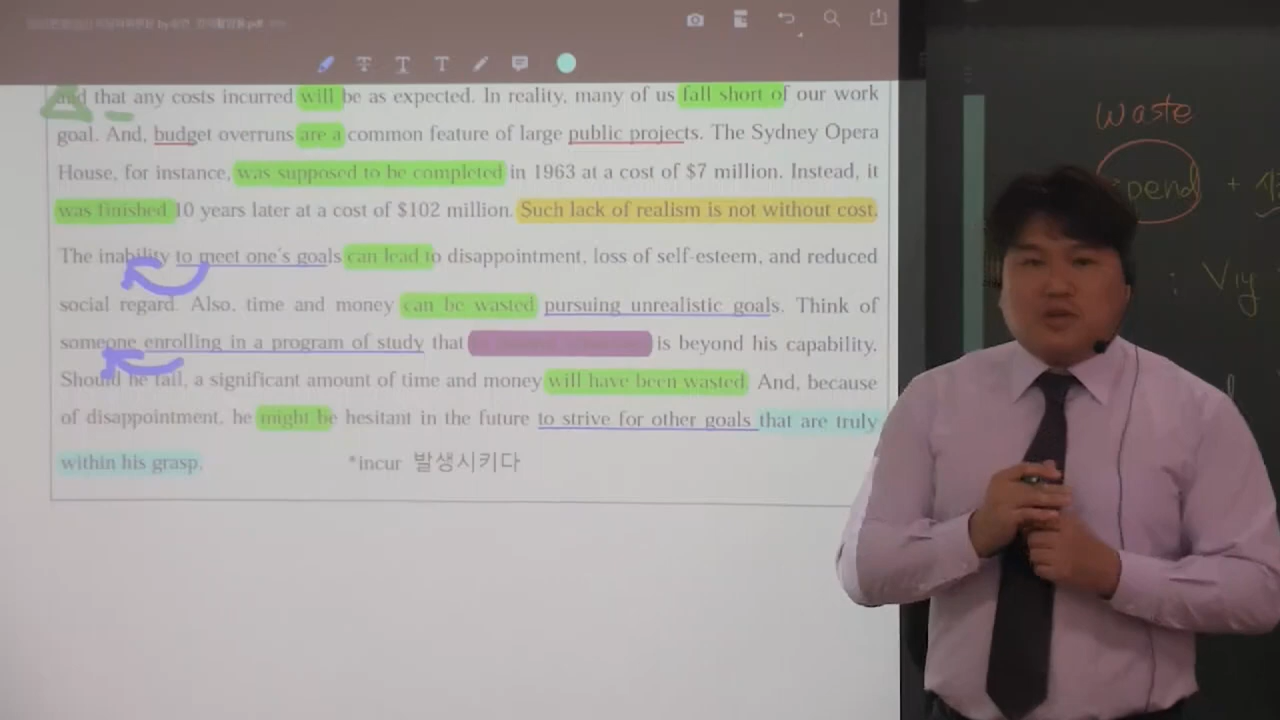 and that any costs incurred will be as expected. In reality, many of us fall short of our work
goal. And, budget overruns are a common feature of large public projects. The Sydney Opera
House, for instance, was supposed to be completed in 1963 at a cost of $7 million. Instead, it
was finished 10 years later at a cost of $102 million. Such lack of realism is not without cost.
The inability to meet one's goals can lead to disappointment, loss of self-esteem, and reduced
social regard. Also, time and money can be wasted pursuing unrealistic goals. Think of
someone enrolling in a program of study that is beyond his capability.
Should he fail, a significant amount of time and money will have been wasted. And, because
of disappointment, he might be hesitant in the future to strive for other goals that are truly
within his grasp.
*incur 발생시키다
waste
spend +
: Ving